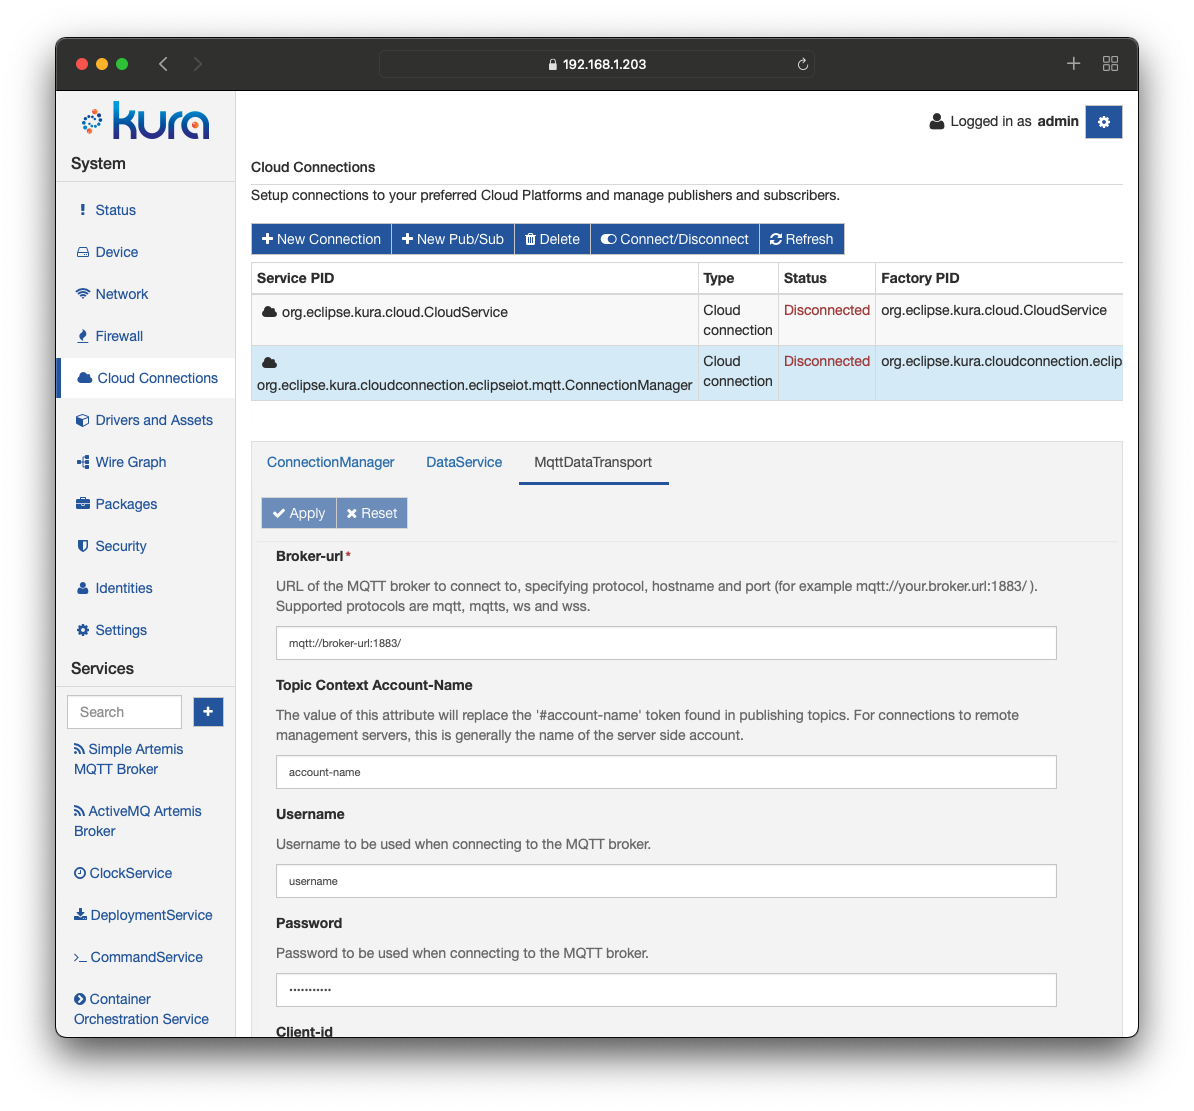 192.168.1.203
kura
Logged in as admin
System
Status
Device
Network
Firewall
Cloud Connections
Drivers and Assets
Wire Graph
Packages
Security
Identities
Settings
Services
Search
Simple Artemis
MQTT Broker
ActiveMQ Artemis
Broker
ClockService
DeploymentService
CommandService
Container
Orchestration Service
Cloud Connections
Setup connections to your preferred Cloud Platforms and manage publishers and subscribers.
New Connection New Pub/Sub Delete Connect/Disconnect Refresh
Service PID Type Status Factory PID
org.eclipse.kura.cloud.CloudService Cloud connection Disconnected org.eclipse.kura.cloud.CloudService
org.eclipse.kura.cloudconnection.eclipseiot.mqtt.ConnectionManager Cloud connection Disconnected org.eclipse.kura.cloudconnection.eclip
ConnectionManager DataService MqttDataTransport
Apply Reset
Broker-url*
URL of the MQTT broker to connect to, specifying protocol, hostname and port (for example mqtt://your.broker.url:1883/ ).
Supported protocols are mqtt, mqtts, ws and wss.
mqtt://broker-url:1883/
Topic Context Account-Name
The value of this attribute will replace the '#account-name' token found in publishing topics. For connections to remote
management servers, this is generally the name of the server side account.
account-name
Username
Username to be used when connecting to the MQTT broker.
username
Password
Password to be used when connecting to the MQTT broker.
•••••••••••
Client-id